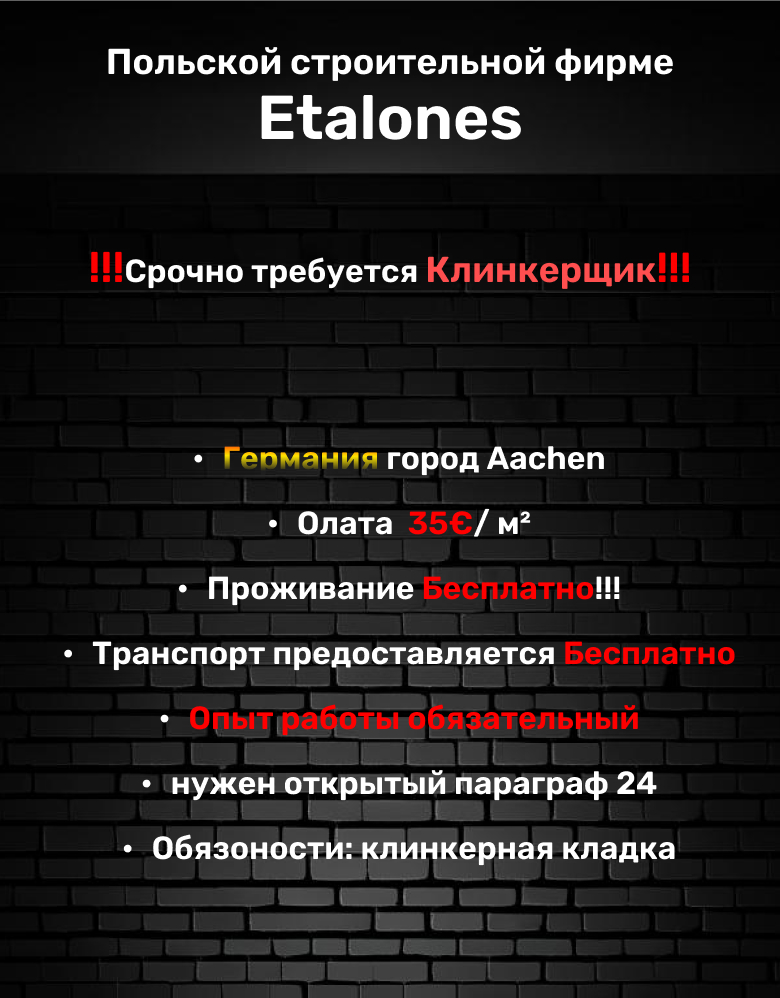 Польской строительной фирме
Etalones
!!!Срочно требуется Клинкерщик!!!
• Германия город Aachen
• Олата 35€/ м²
• Проживание Бесплатно!!!
• Транспорт предоставляется Бесплатно
• Опыт работы обязательный
• нужен открытый параграф 24
• Обязоности: клинкерная кладка